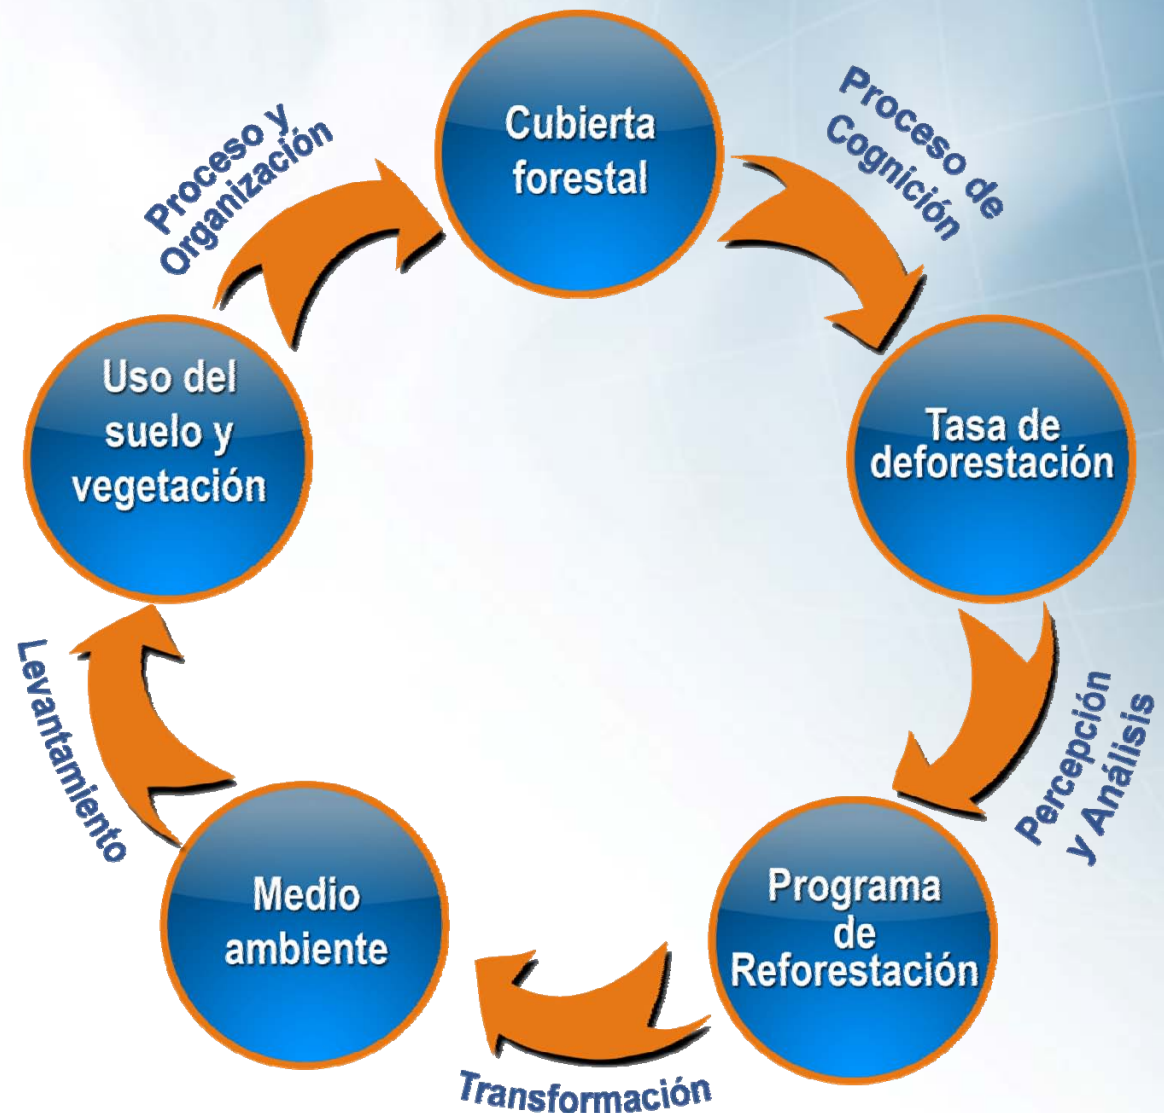 Cubierta
forestal
Proceso de
Cognición
Tasa de
deforestación
Percepción
y Análisis
Programa
de
Reforestación
Transformación
Medio
ambiente
Levantamiento
Uso del
suelo y
vegetación
Proceso y
Organización